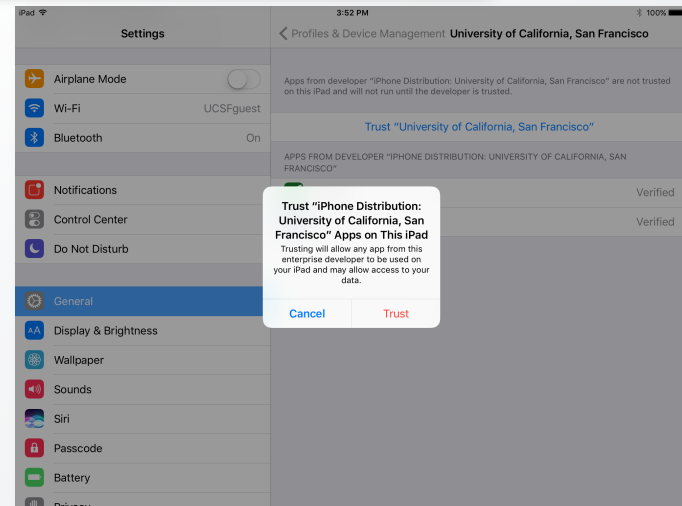 iPad
3:52 PM
100%
Settings
Profiles & Device Management University of California, San Francisco
Airplane Mode
Wi-Fi UCSFguest
Bluetooth On
Notifications
Control Center
Do Not Disturb
General
Display & Brightness
AA
Wallpaper
Sounds
Siri
Passcode
Battery
Privacy
Apps from developer “iPhone Distribution: University of California, San Francisco” are not trusted
on this iPad and will not run until the developer is trusted.
Trust “University of California, San Francisco”
APPS FROM DEVELOPER “IPHONE DISTRIBUTION: UNIVERSITY OF CALIFORNIA, SAN
FRANCISCO”
Verified
Verified
Trust “iPhone Distribution:
University of California, San
Francisco” Apps on This iPad
Trusting will allow any app from this
enterprise developer to be used on
your iPad and may allow access to your
data.
Cancel Trust